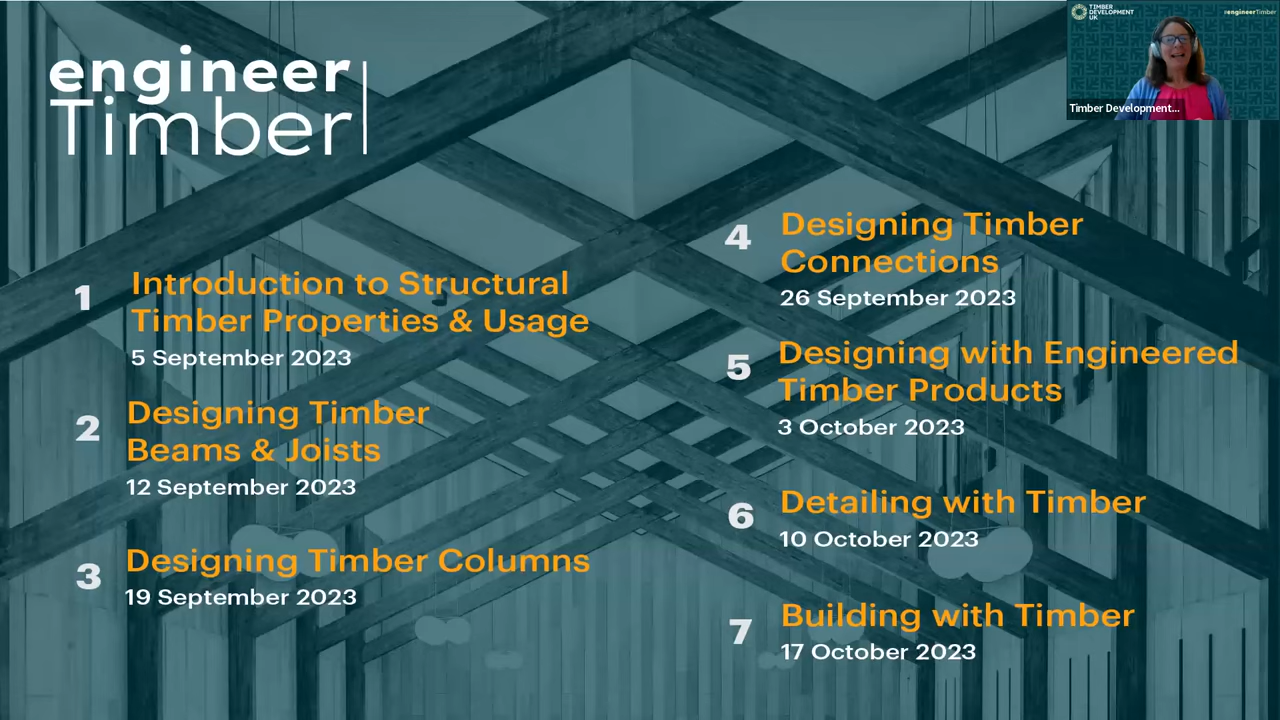 engineer
Timber
TIMBER
DEVELOPMENT
UK
#engineerTimber
Timber Development...
1
Introduction to Structural
Timber Properties & Usage
5 September 2023
2
Designing Timber
Beams & Joists
12 September 2023
3
Designing Timber Columns
19 September 2023
4
Designing Timber
Connections
26 September 2023
5
Designing with Engineered
Timber Products
3 October 2023
6
Detailing with Timber
10 October 2023
7
Building with Timber
17 October 2023